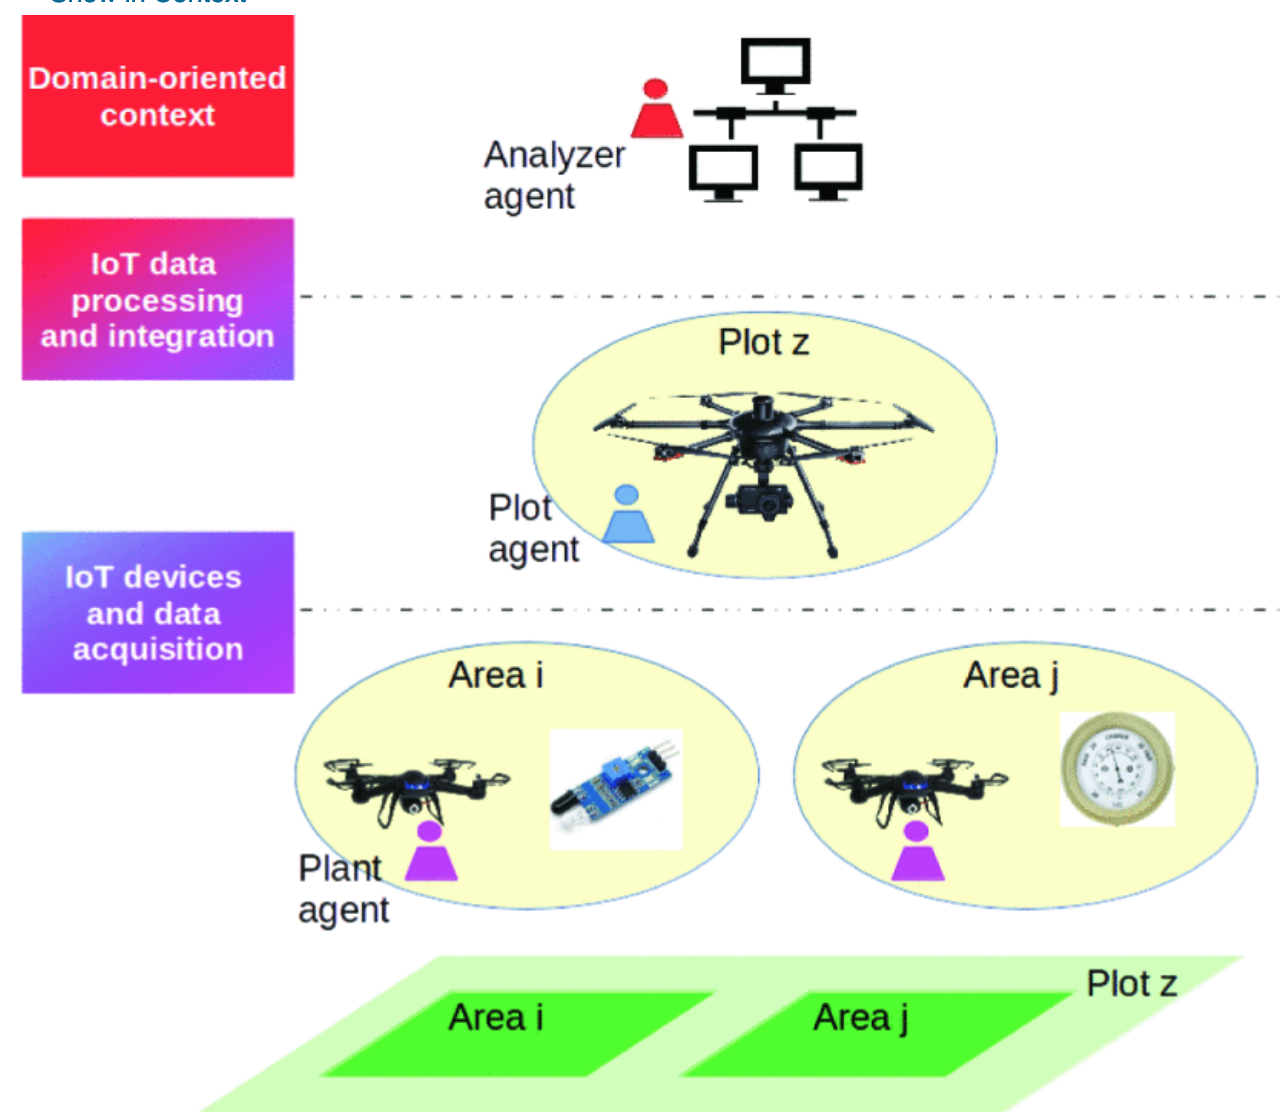 Show in Context
Domain-oriented
context
Analyzer
agent
IoT data
processing
and integration
Plot z
Plot
agent
IoT devices
and data
acquisition
Area i
Area j
Plant
agent
Plot z
Area i
Area j